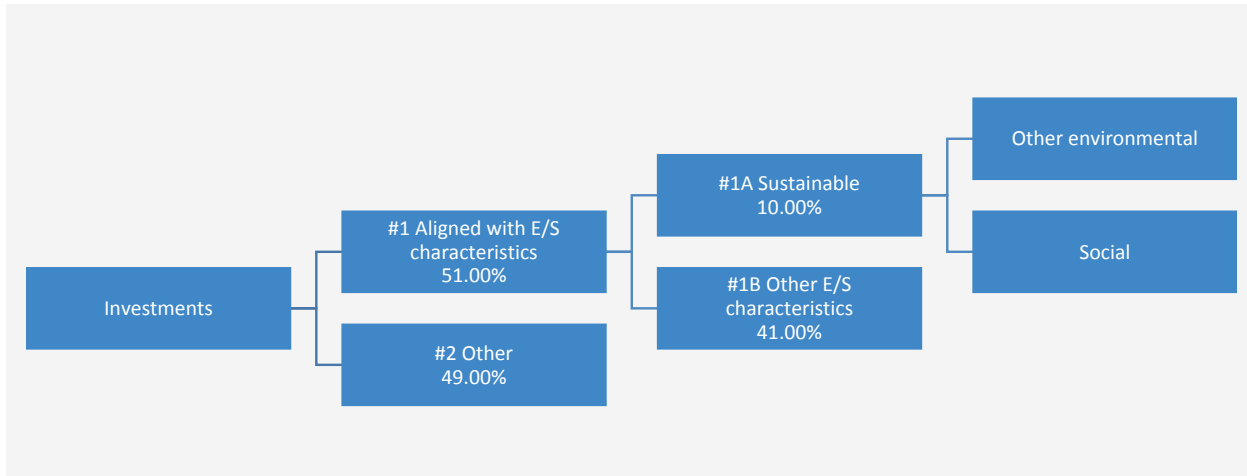 Investments
#1 Aligned with E/S
characteristics
51.00%
#2 Other
49.00%
#1A Sustainable
10.00%
#1B Other E/S
characteristics
41.00%
Other environmental
Social